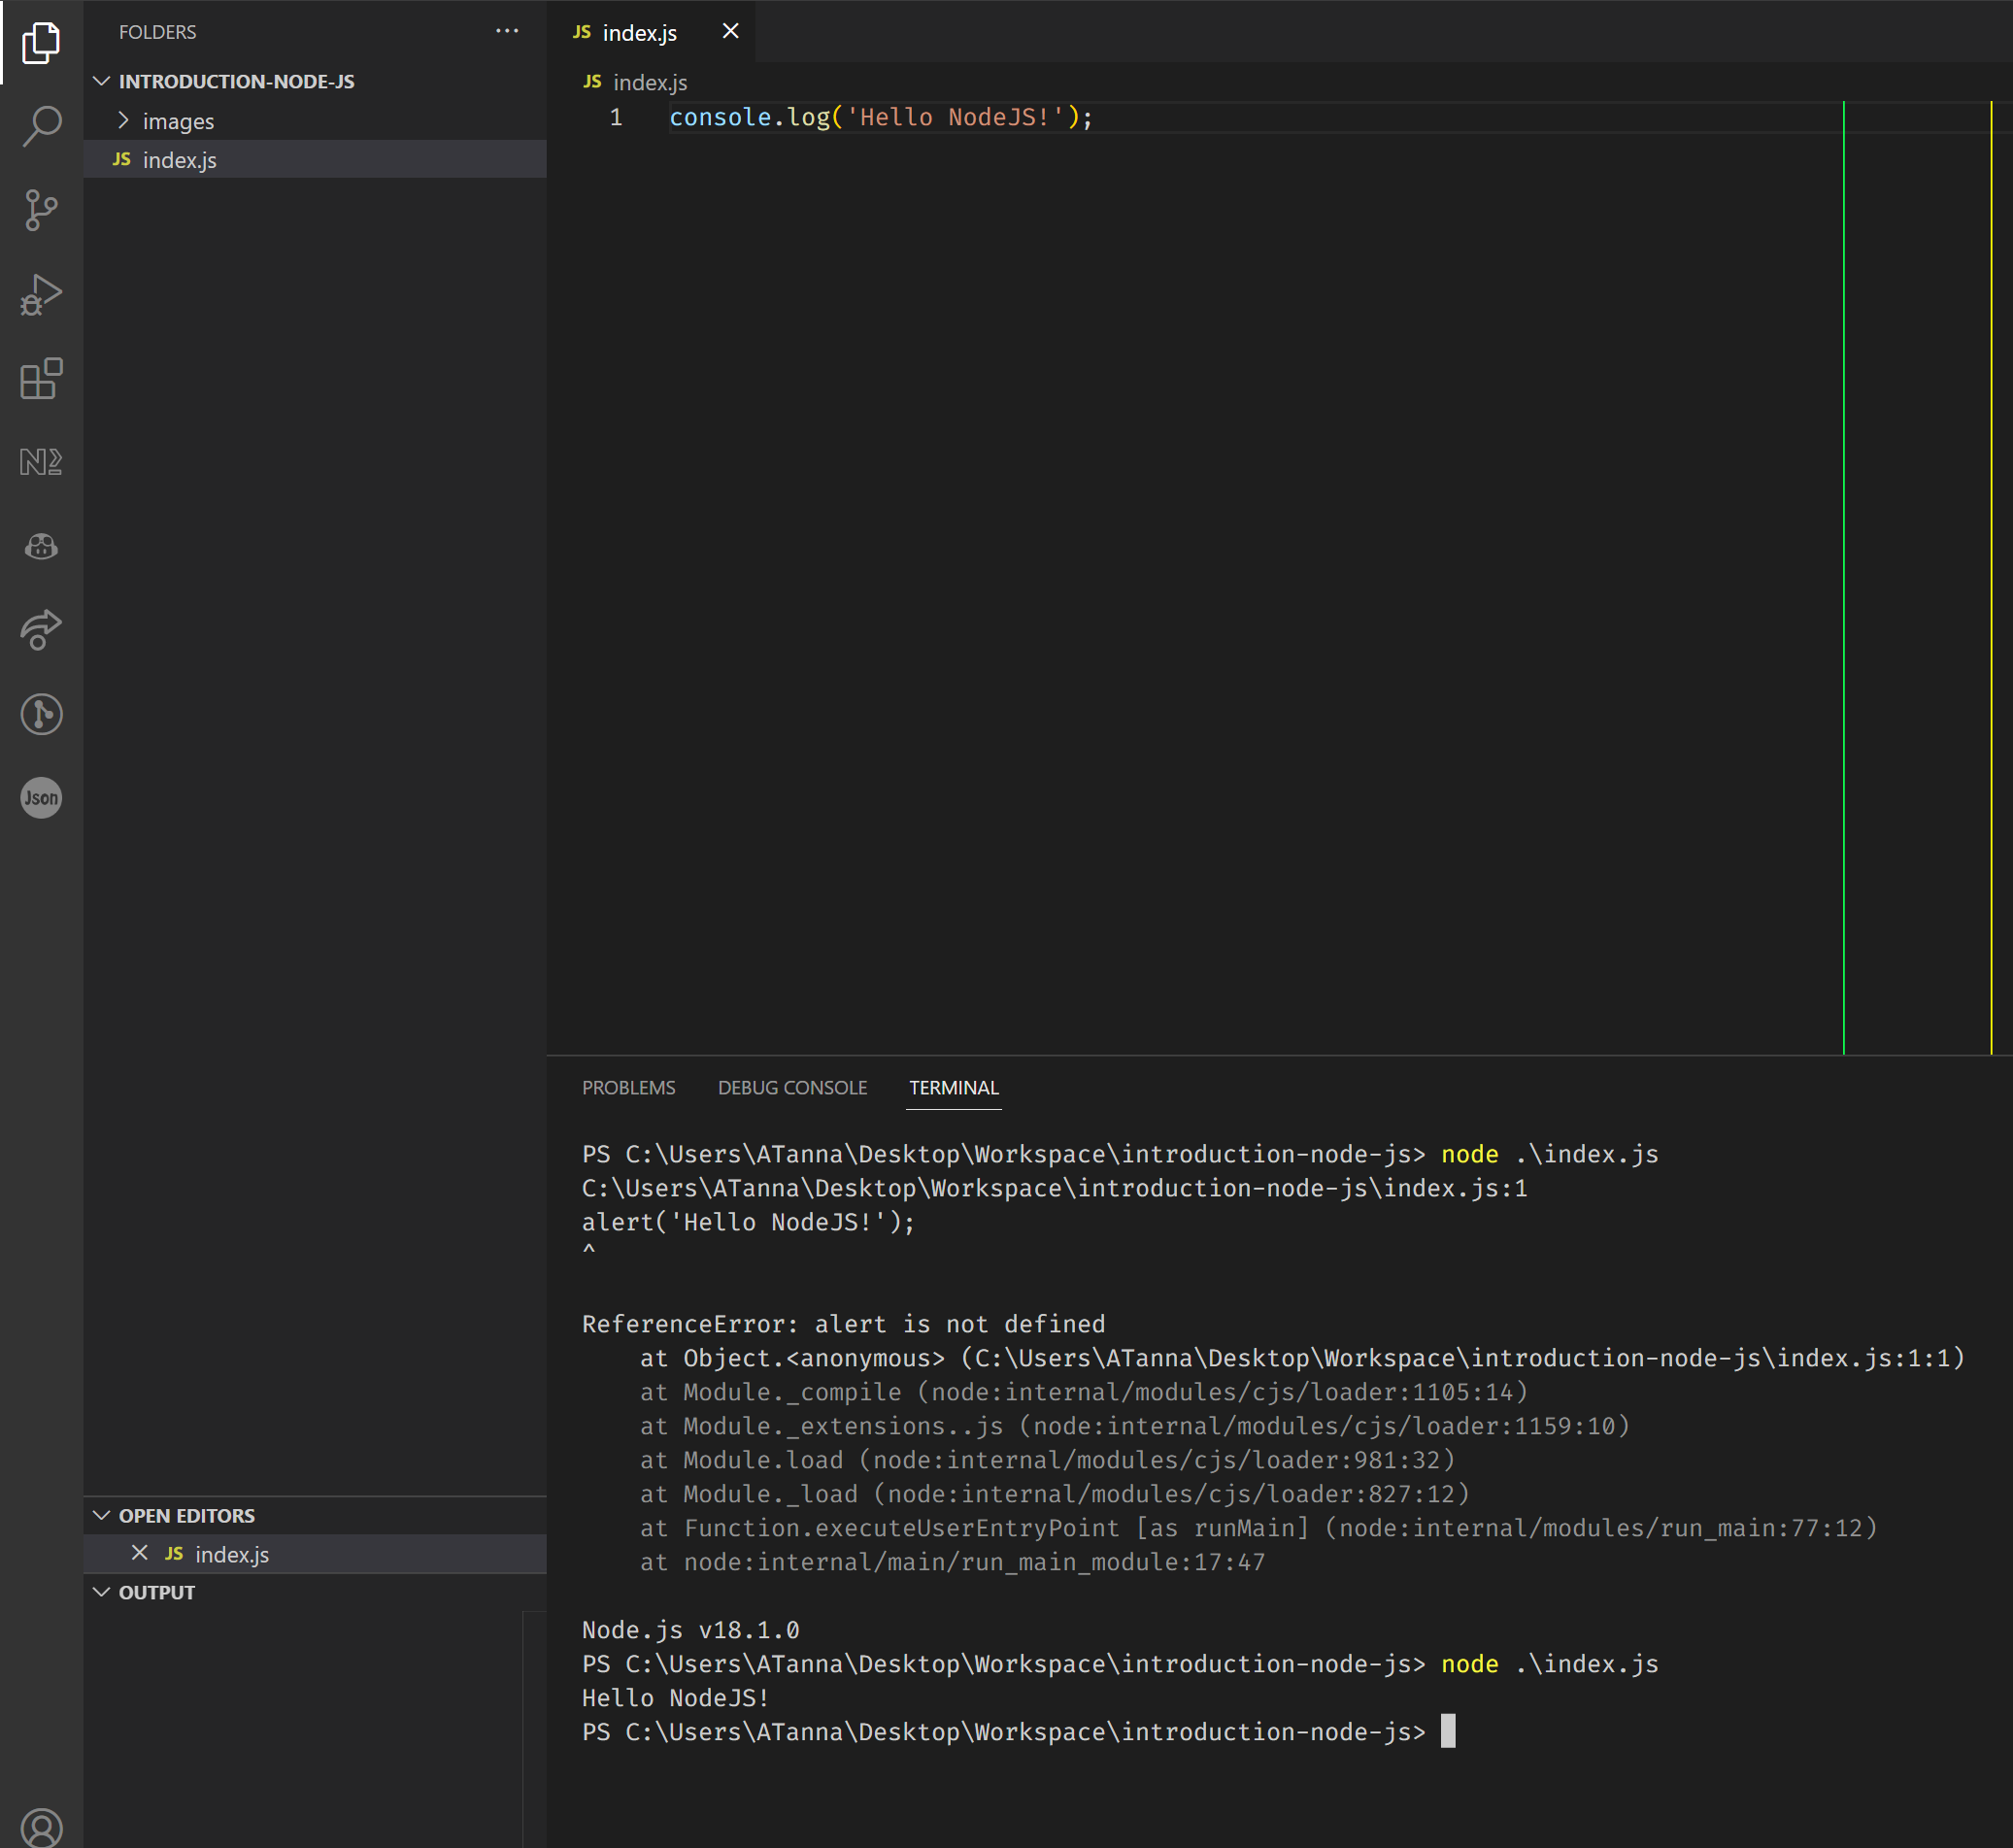 FOLDERS
INTRODUCTION-NODE-JS
images
JS index.js
OPEN EDITORS
JS index.js
OUTPUT
Json
JS index.js
JS index.js
1 console.log('Hello NodeJS!');
PROBLEMS DEBUG CONSOLE TERMINAL
PS C:\Users\ATanna\Desktop\Workspace\introduction-node-js> node .\index.js
C:\Users\ATanna\Desktop\Workspace\introduction-node-js\index.js:1
alert('Hello NodeJS!');
^
ReferenceError: alert is not defined
    at Object.<anonymous> (C:\Users\ATanna\Desktop\Workspace\introduction-node-js\index.js:1:1)
    at Module._compile (node:internal/modules/cjs/loader:1105:14)
    at Module._extensions..js (node:internal/modules/cjs/loader:1159:10)
    at Module.load (node:internal/modules/cjs/loader:981:32)
    at Module._load (node:internal/modules/cjs/loader:827:12)
    at Function.executeUserEntryPoint [as runMain] (node:internal/modules/run_main:77:12)
    at node:internal/main/run_main_module:17:47
Node.js v18.1.0
PS C:\Users\ATanna\Desktop\Workspace\introduction-node-js> node .\index.js
Hello NodeJS!
PS C:\Users\ATanna\Desktop\Workspace\introduction-node-js>